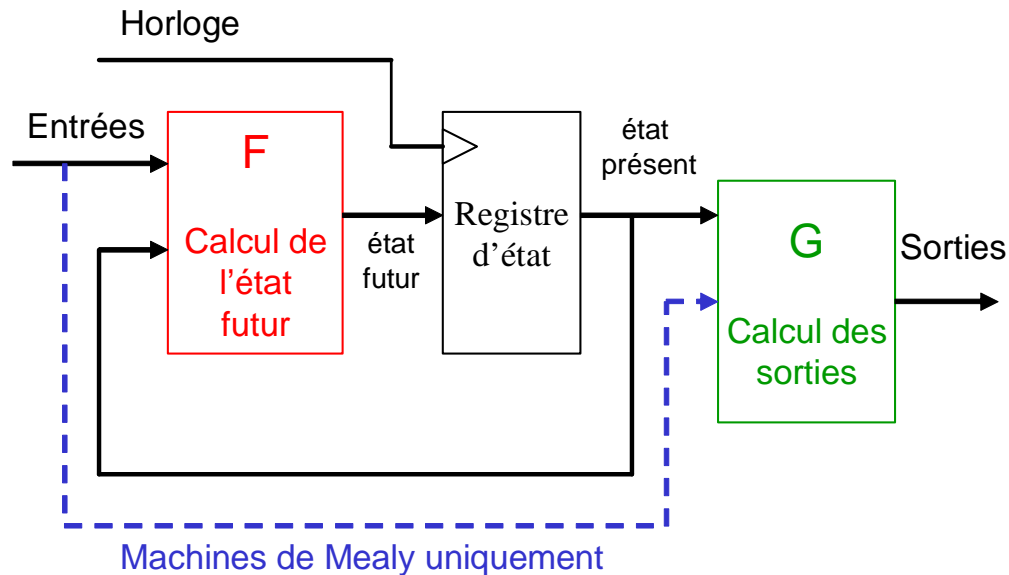 Horloge
Entrées
F
Calcul de
l’état
futur
état
futur
Registre
d’état
état
présent
G
Calcul des
sorties
Sorties
Machines de Mealy uniquement